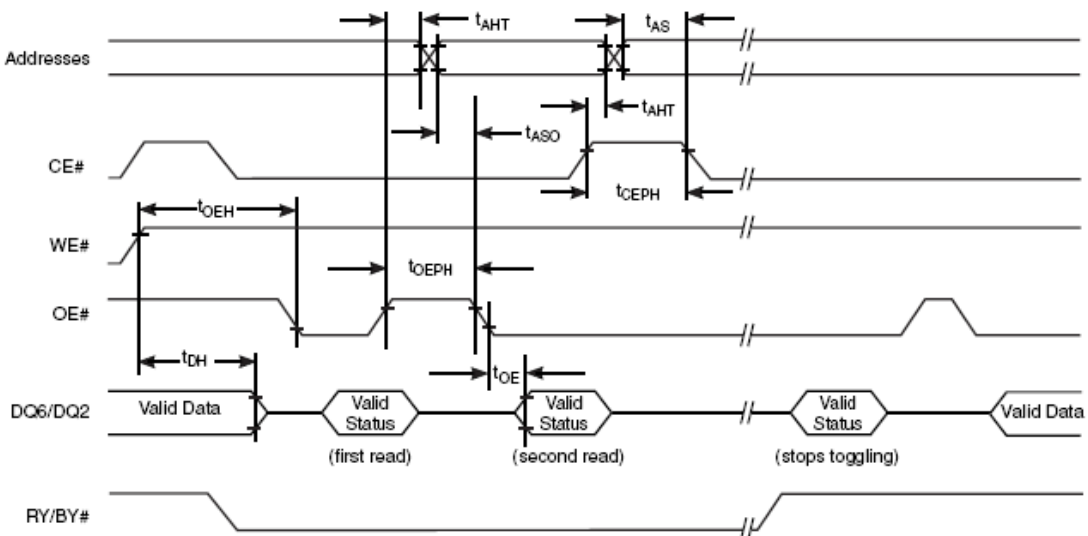 tAHT tAS
Addresses
tAHT
tASO
CE#
tCEPH
tOEH
WE#
tOEPH
OE#
tDH
tOE
DQ6/DQ2 Valid Data Valid Status Valid Status Valid Status Valid Data
(first read) (second read) (stops toggling)
RY/BY#